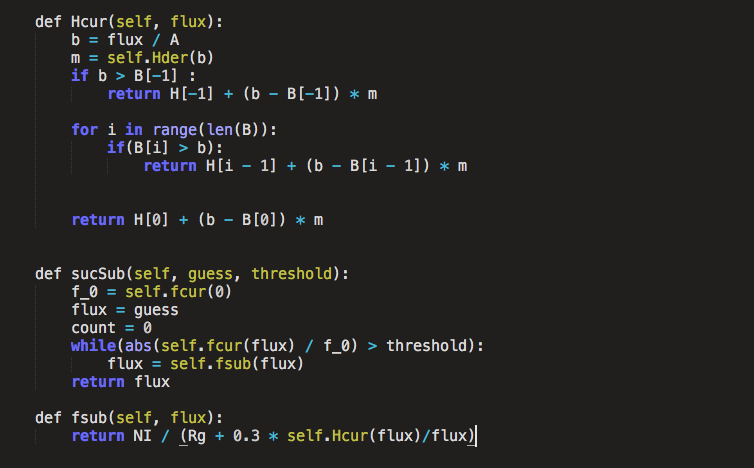 def Hcur(self, flux):
    b = flux / A
    m = self.Hder(b)
    if b > B[-1] :
        return H[-1] + (b - B[-1]) * m

    for i in range(len(B)):
        if(B[i] > b):
            return H[i - 1] + (b - B[i - 1]) * m

    return H[0] + (b - B[0]) * m

def sucSub(self, guess, threshold):
    f_0 = self.fcur(0)
    flux = guess
    count = 0
    while(abs(self.fcur(flux) / f_0) > threshold):
        flux = self.fsub(flux)
    return flux

def fsub(self, flux):
    return NI / (Rg + 0.3 * self.Hcur(flux)/flux)